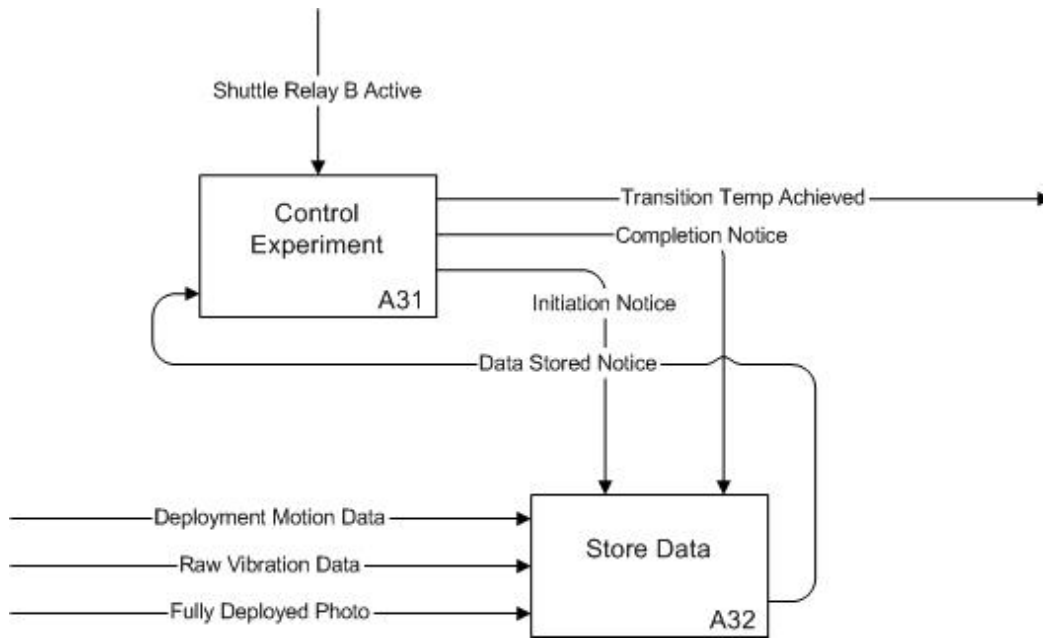 Shuttle Relay B Active
Control
Experiment
A31
Transition Temp Achieved
Completion Notice
Initiation Notice
Data Stored Notice
Deployment Motion Data
Raw Vibration Data
Fully Deployed Photo
Store Data
A32